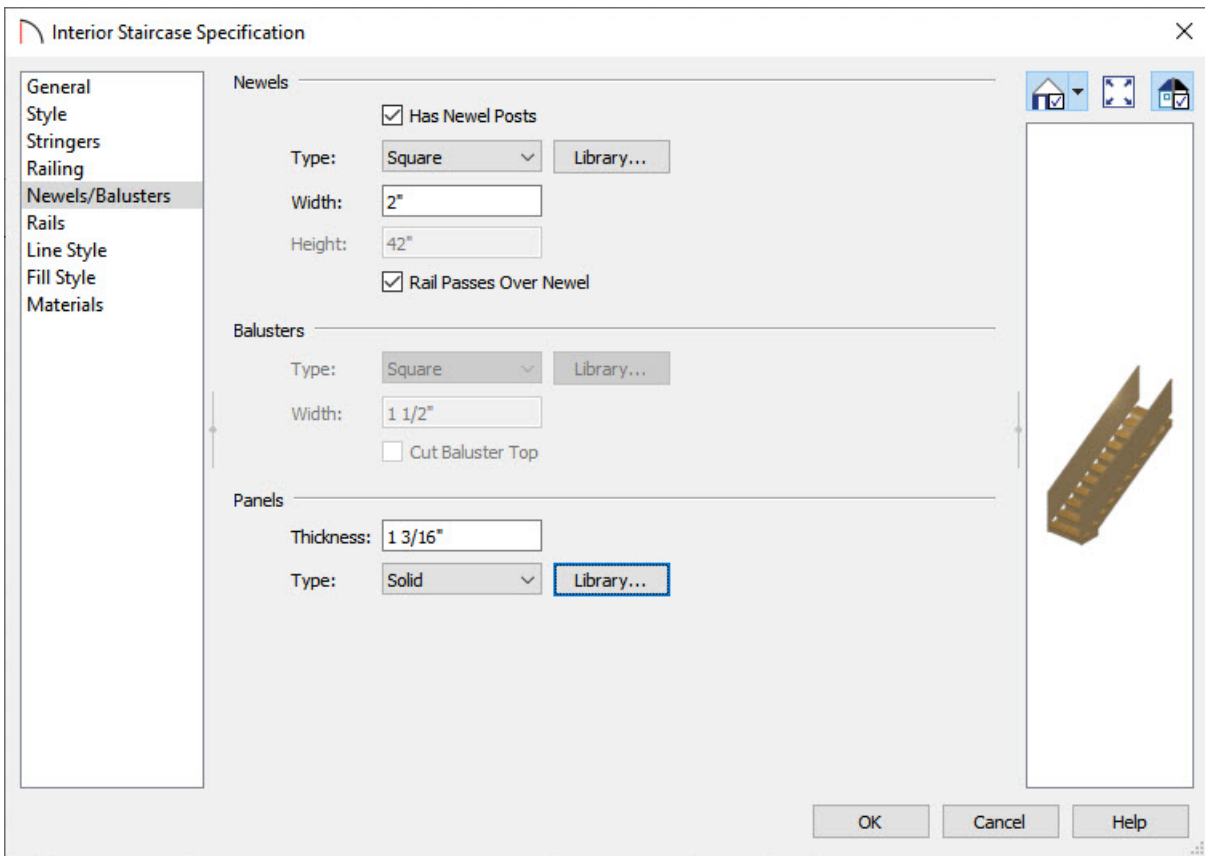 Interior Staircase Specification
General
Style
Stringers
Railing
Newels/Balusters
Rails
Line Style
Fill Style
Materials
Newels
Has Newel Posts
Type: Square Library...
Width: 2"
Height: 42"
Rail Passes Over Newel
Balusters
Type: Square Library...
Width: 1 1/2"
Cut Baluster Top
Panels
Thickness: 1 3/16"
Type: Solid Library...
OK Cancel Help